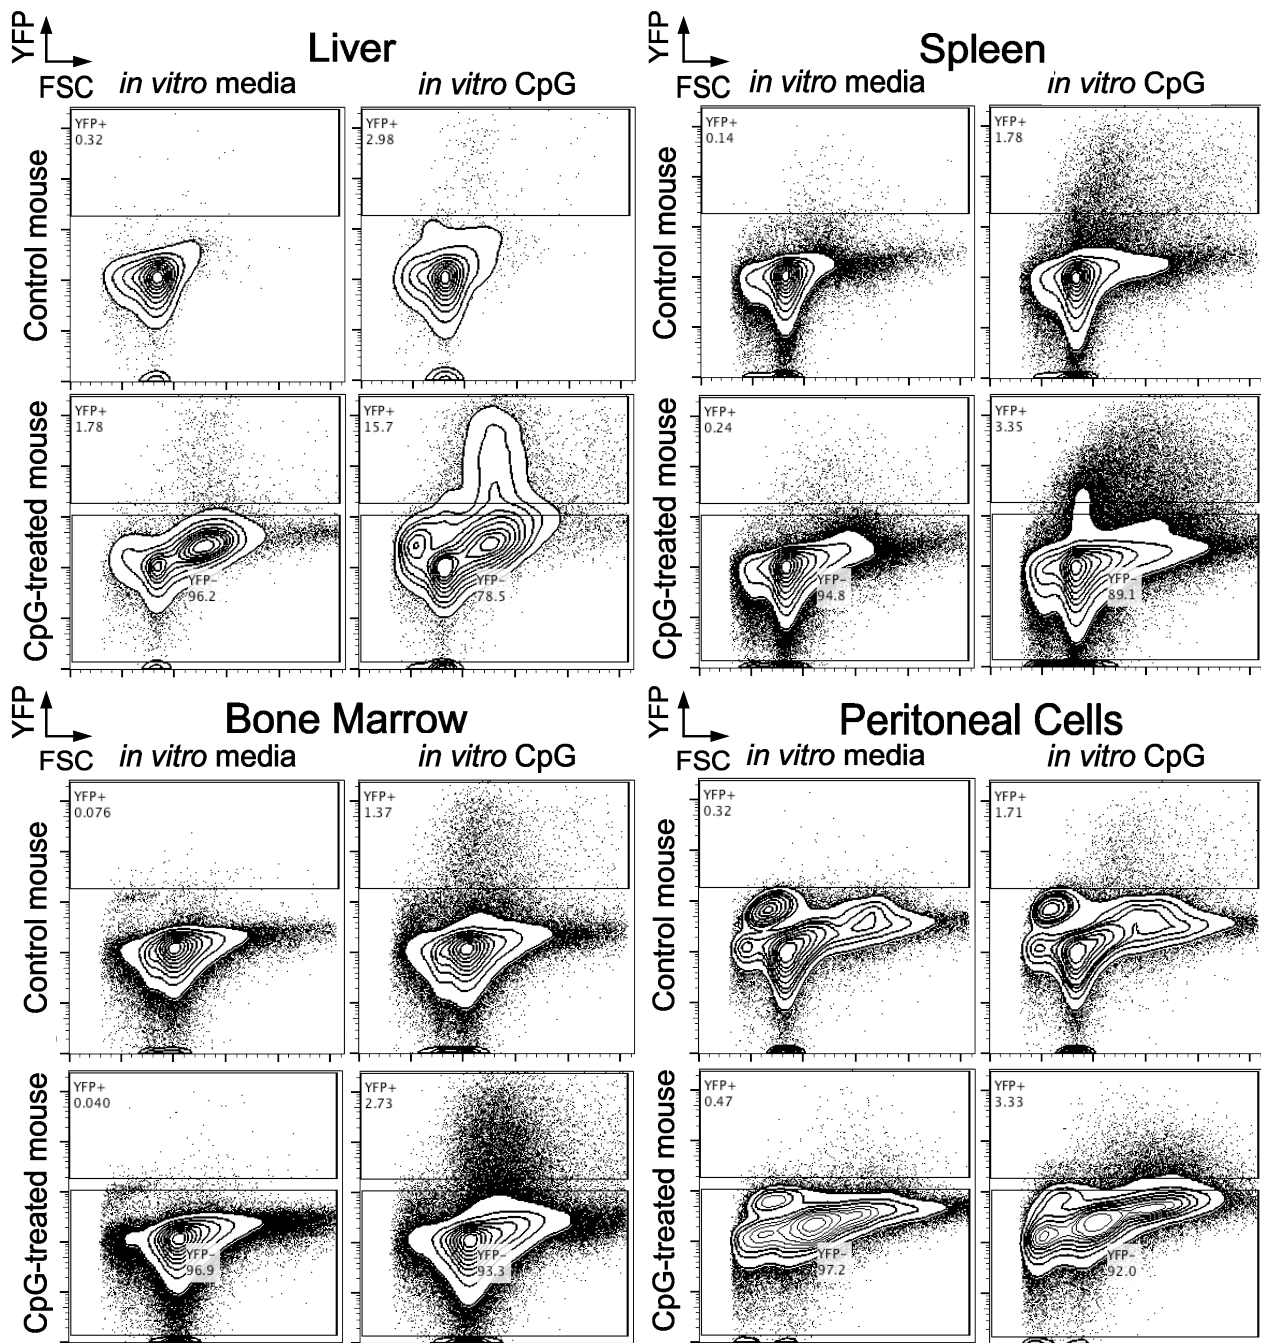 YFP
FSC
Liver
in vitro media
in vitro CpG
Control mouse
YFP+
0.32
YFP+
2.98
CpG-treated mouse
YFP+
1.78
YFP-
96.2
YFP+
15.7
YFP-
78.5
YFP
FSC
Spleen
in vitro media
in vitro CpG
Control mouse
YFP+
0.14
YFP+
1.78
CpG-treated mouse
YFP+
0.24
YFP-
94.8
YFP+
3.35
YFP-
89.1
YFP
FSC
Bone Marrow
in vitro media
in vitro CpG
Control mouse
YFP+
0.076
YFP+
1.37
CpG-treated mouse
YFP+
0.040
YFP-
96.9
YFP+
2.73
YFP-
93.3
YFP
FSC
Peritoneal Cells
in vitro media
in vitro CpG
Control mouse
YFP+
0.32
YFP+
1.71
CpG-treated mouse
YFP+
0.47
YFP-
97.2
YFP+
3.33
YFP-
92.0